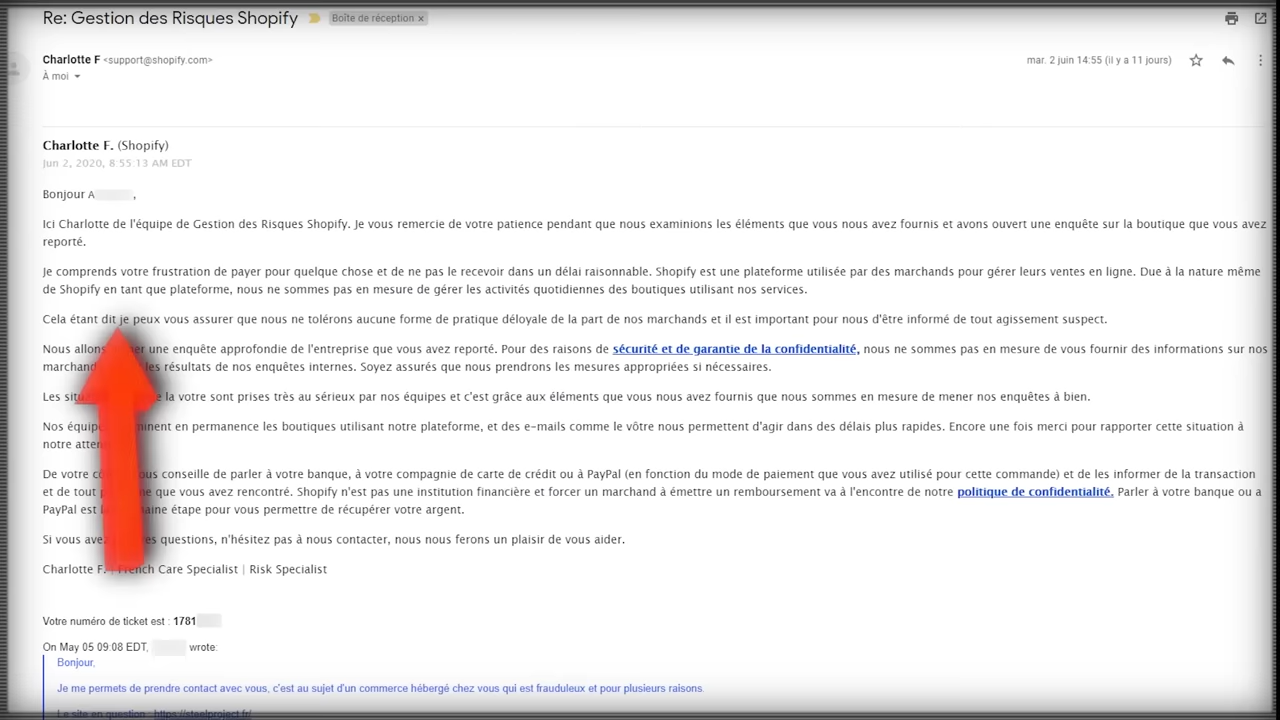 Re: Gestion des Risques Shopify
Boîte de réception ×
Charlotte F <support@shopify.com>
mar. 2 juin 14:55 (il y a 11 jours)
À moi
Charlotte F. (Shopify)
Jun 2, 2020, 8:55:13 AM EDT
Bonjour A ,
Ici Charlotte de l'équipe de Gestion des Risques Shopify. Je vous remercie de votre patience pendant que nous examinions les éléments que vous nous avez fournis et avons ouvert une enquête sur la boutique que vous avez
reporté.
Je comprends votre frustration de payer pour quelque chose et de ne pas le recevoir dans un délai raisonnable. Shopify est une plateforme utilisée par des marchands pour gérer leurs ventes en ligne. Due à la nature même
de Shopify en tant que plateforme, nous ne sommes pas en mesure de gérer les activités quotidiennes des boutiques utilisant nos services.
Cela étant dit je peux vous assurer que nous ne tolérons aucune forme de pratique déloyale de la part de nos marchands et il est important pour nous d'être informé de tout agissement suspect.
Nous allons une enquête approfondie de l'entreprise que vous avez reporté. Pour des raisons de sécurité et de garantie de la confidentialité, nous ne sommes pas en mesure de vous fournir des informations sur nos
les résultats de nos enquêtes internes. Soyez assurés que nous prendrons les mesures appropriées si nécessaires.
Les la votre sont prises très au sérieux par nos équipes et c'est grâce aux éléments que vous nous avez fournis que nous sommes en mesure de mener nos enquêtes à bien.
Nos en permanence les boutiques utilisant notre plateforme, et des e-mails comme le vôtre nous permettent d'agir dans des délais plus rapides. Encore une fois merci pour rapporter cette situation à
notre
De votre conseille de parler à votre banque, à votre compagnie de carte de crédit ou à PayPal (en fonction du mode de paiement que vous avez utilisé pour cette commande) et de les informer de la transaction
et de tout que vous avez rencontré. Shopify n'est pas une institution financière et forcer un marchand à émettre un remboursement va à l'encontre de notre politique de confidentialité. Parler à votre banque ou a
PayPal est étape pour vous permettre de récupérer votre argent.
Si vous questions, n'hésitez pas à nous contacter, nous nous ferons un plaisir de vous aider.
Charlotte F. | French Care Specialist | Risk Specialist
Votre numéro de ticket est : 1781
On May 05 09:08 EDT, wrote:
Bonjour,
Je me permets de prendre contact avec vous, c'est au sujet d'un commerce hébergé chez vous qui est frauduleux et pour plusieurs raisons.
Le site en question : https://steelproject.fr/